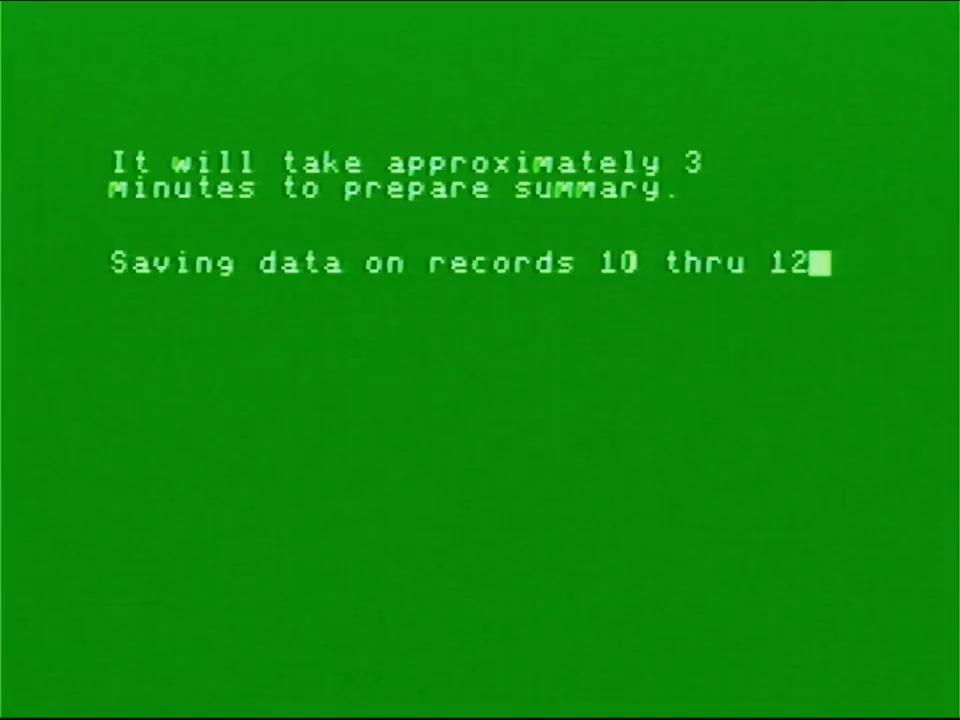 It will take approximately 3
minutes to prepare summary.
Saving data on records 10 thru 12